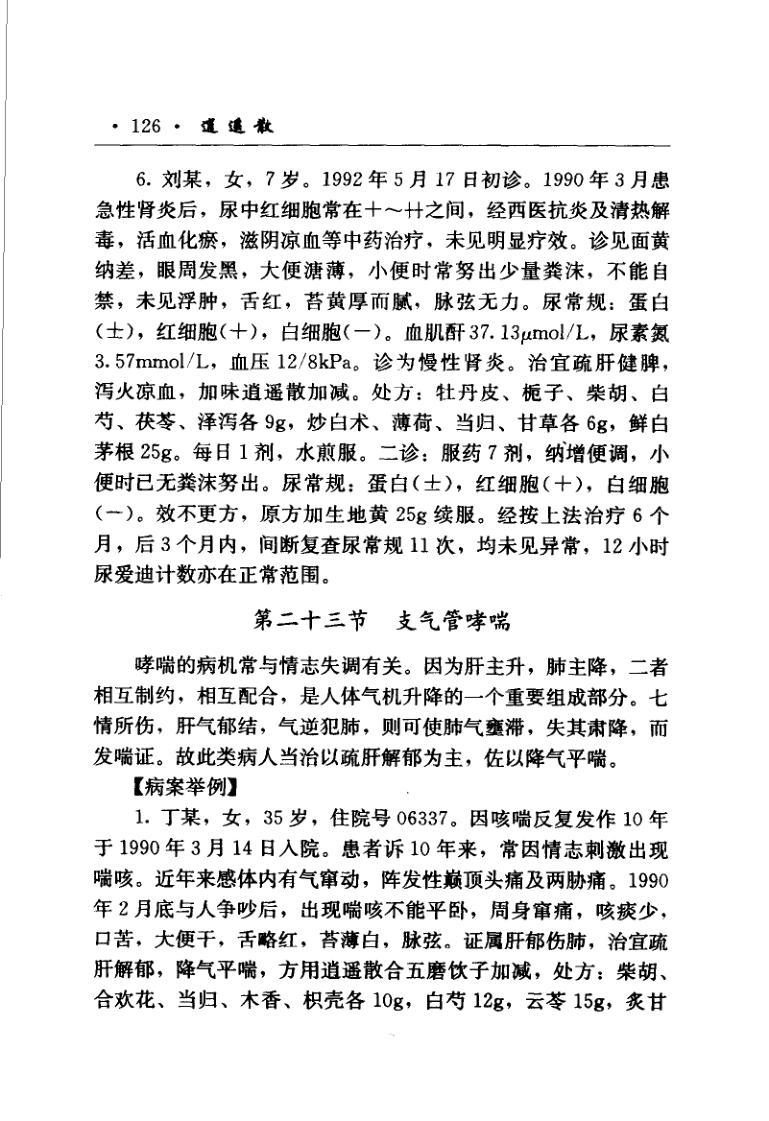 · 126 · 逍遥散
6. 刘某，女，7岁。1992年5月17日初诊。1990年3月患
急性肾炎后，尿中红细胞常在＋～卄之间，经西医抗炎及清热解
毒，活血化瘀，滋阴凉血等中药治疗，未见明显疗效。诊见面黄
纳差，眼周发黑，大便溏薄，小便时常努出少量粪沫，不能自
禁，未见浮肿，舌红，苔黄厚而腻，脉弦无力。尿常规：蛋白
（士），红细胞（＋），白细胞（－）。血肌酐37.13μmol/L，尿素氮
3.57mmol/L，血压12/8kPa。诊为慢性肾炎。治宜疏肝健脾，
泻火凉血，加味逍遥散加减。处方：牡丹皮、栀子、柴胡、白
芍、茯苓、泽泻各9g，炒白术、薄荷、当归、甘草各6g，鲜白
茅根25g。每日1剂，水煎服。二诊：服药7剂，纳增便调，小
便时已无粪沫努出。尿常规：蛋白（士），红细胞（＋），白细胞
（－）。效不更方，原方加生地黄25g续服。经按上法治疗6个
月，后3个月内，间断复查尿常规11次，均未见异常，12小时
尿爱迪计数亦在正常范围。
第二十三节　支气管哮喘
哮喘的病机常与情志失调有关。因为肝主升，肺主降，二者
相互制约，相互配合，是人体气机升降的一个重要组成部分。七
情所伤，肝气郁结，气逆犯肺，则可使肺气壅滞，失其肃降，而
发喘证。故此类病人当治以疏肝解郁为主，佐以降气平喘。
【病案举例】
1. 丁某，女，35岁，住院号06337。因咳喘反复发作10年
于1990年3月14日入院。患者诉10年来，常因情志刺激出现
喘咳。近年来感体内有气窜动，阵发性巅顶头痛及两胁痛。1990
年2月底与人争吵后，出现喘咳不能平卧，周身窜痛，咳痰少，
口苦，大便干，舌略红，苔薄白，脉弦。证属肝郁伤肺，治宜疏
肝解郁，降气平喘，方用逍遥散合五磨饮子加减，处方：柴胡、
合欢花、当归、木香、枳壳各10g，白芍12g，云苓15g，炙甘